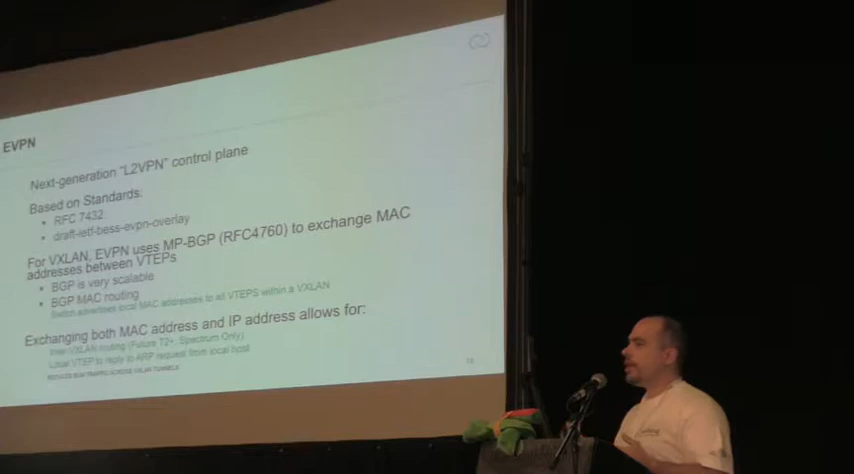 EVPN
Next-generation "L2VPN" control plane
Based on Standards:
• RFC 7432
• draft-ietf-bess-evpn-overlay
For VXLAN, EVPN uses MP-BGP (RFC4760) to exchange MAC
addresses between VTEPs
• BGP is very scalable
• BGP MAC routing
Switch advertises local MAC addresses to all VTEPS within a VXLAN
Exchanging both MAC address and IP address allows for:
Inter-VXLAN routing (Future T2+, Spectrum Only)
Local VTEP to reply to ARP request from local host
REDUCES BUM TRAFFIC ACROSS VXLAN TUNNELS